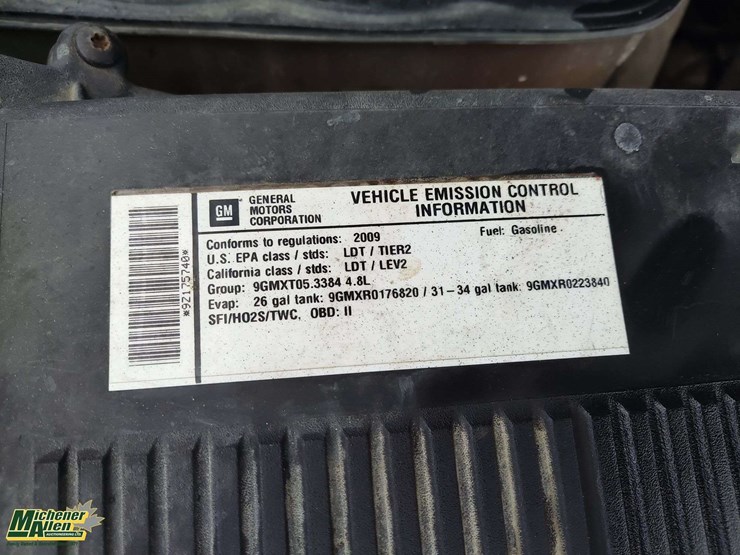 GM
GENERAL
MOTORS
CORPORATION
VEHICLE EMISSION CONTROL
INFORMATION
Conforms to regulations: 2009
Fuel: Gasoline
U.S. EPA class / stds: LDT / TIER2
California class / stds: LDT / LEV2
Group: 9GMXT05.3384 4.8L
Evap: 26 gal tank: 9GMXR0176820 / 31-34 gal tank: 9GMXR0223840
SFI/HO2S/TWC, OBD: II
*92175740*
Michener
Allen
AUCTIONEERING LTD.